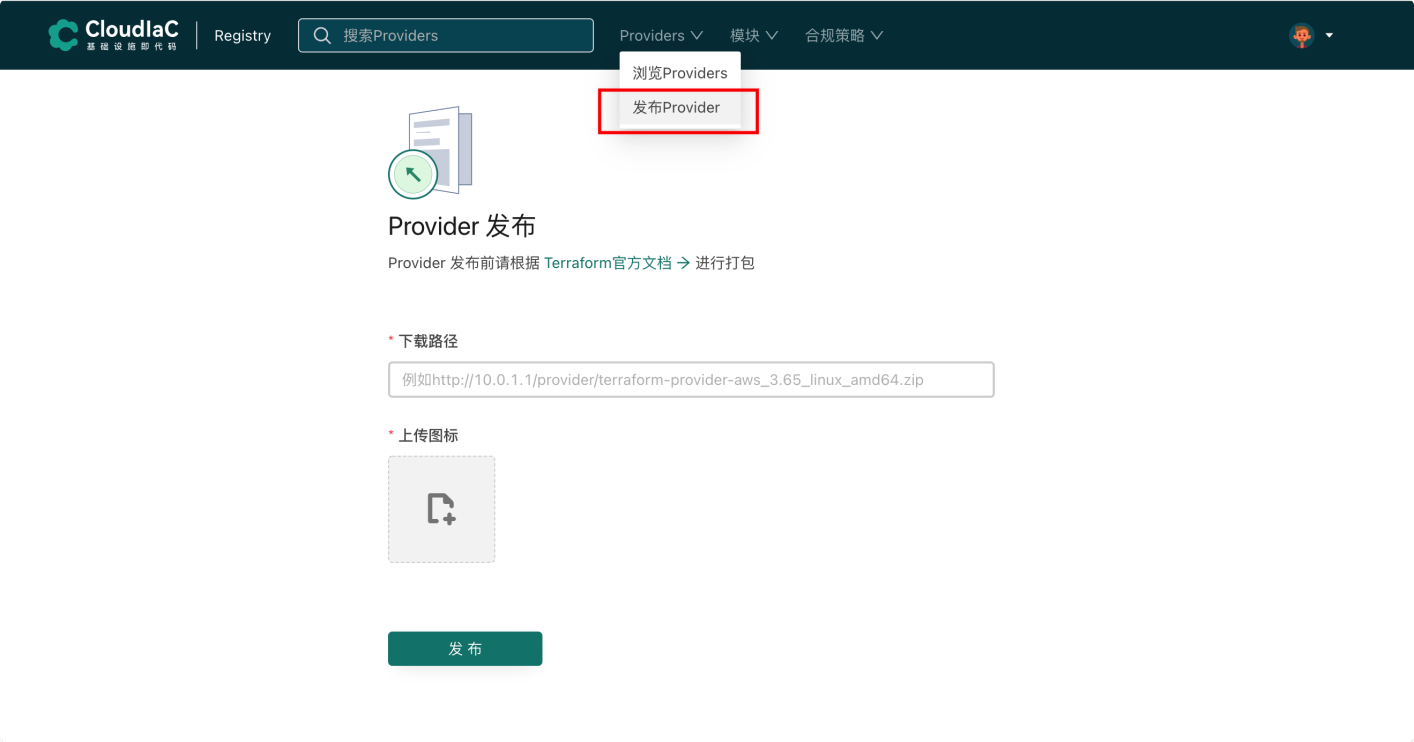 CloudIaC
基础设施即代码
Registry
搜索Providers
Providers
模块
合规策略
浏览Providers
发布Provider
Provider 发布
Provider 发布前请根据 Terraform官方文档 → 进行打包
* 下载路径
例如http://10.0.1.1/provider/terraform-provider-aws_3.65_linux_amd64.zip
* 上传图标
发 布